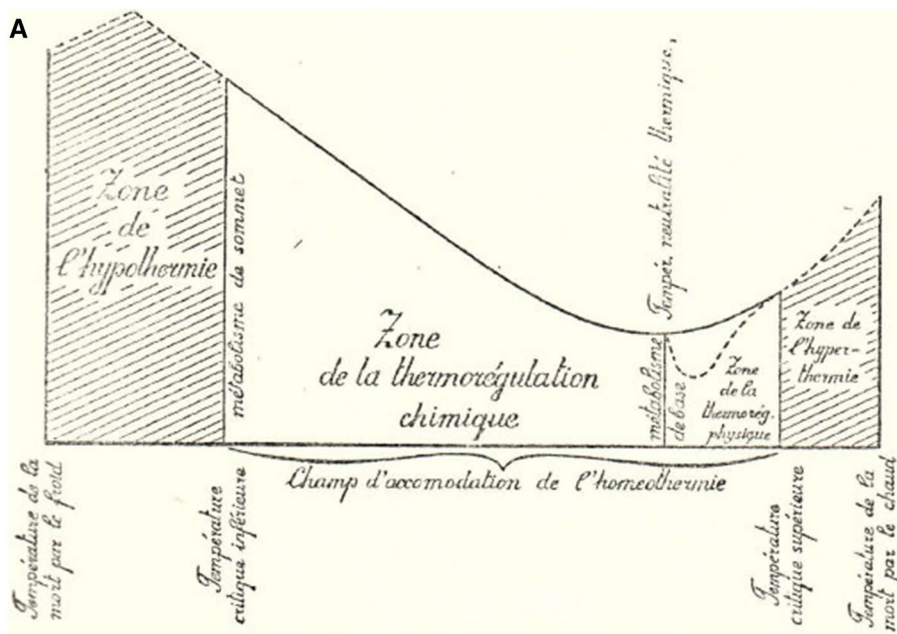 A
Zone
de
l'hypothermie
métabolisme de sommet
Zone
de la thermorégulation
chimique
métabolisme
de base
Tempér. neutralité thermique.
Zone
de la
thermorég.
physique
Zone de
l'hyper-
thermie
Champ d'accomodation de l'homeothermie
Température de la
mort par le froid
Température
critique inférieure
Température
critique supérieure
Température de la
mort par le chaud